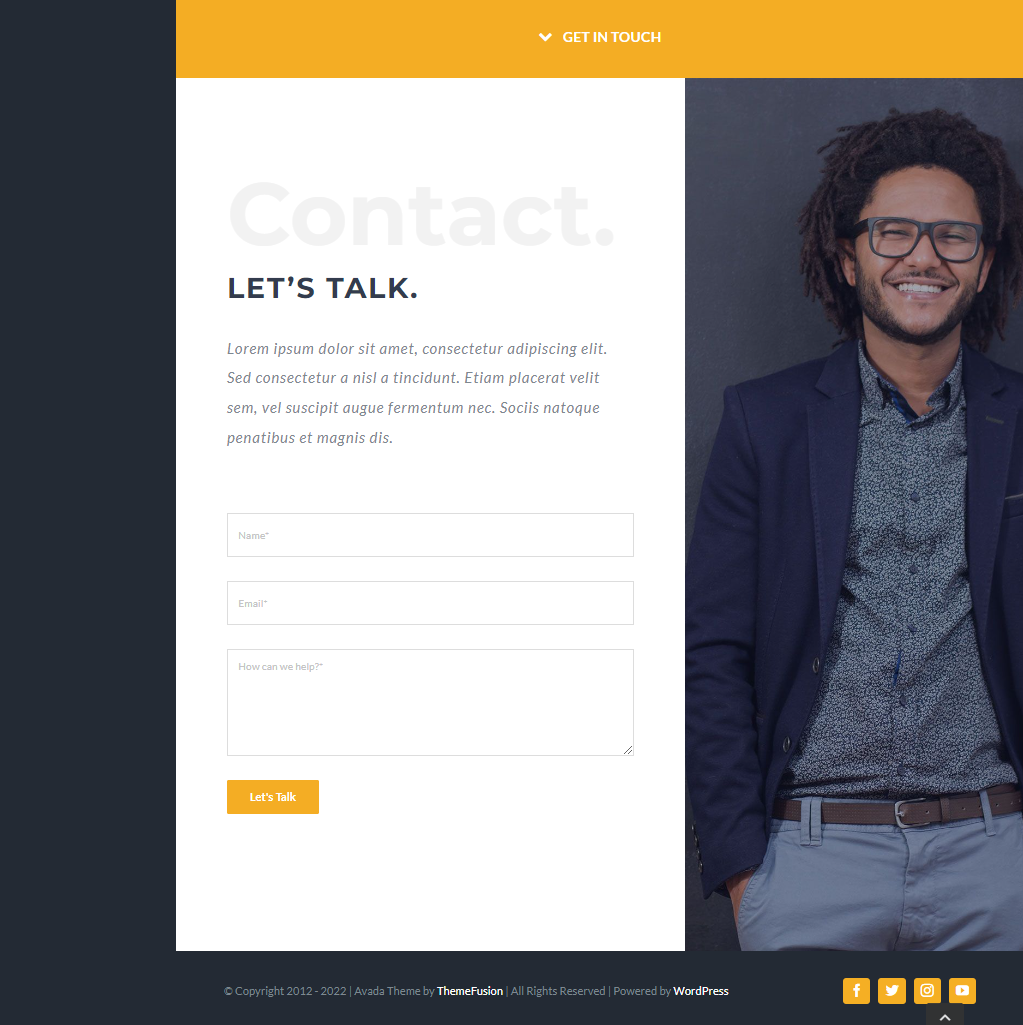 GET IN TOUCH
Contact.
LET’S TALK.
Lorem ipsum dolor sit amet, consectetur adipiscing elit.
Sed consectetur a nisl a tincidunt. Etiam placerat velit
sem, vel suscipit augue fermentum nec. Sociis natoque
penatibus et magnis dis.
Name*
Email*
How can we help?*
Let's Talk
© Copyright 2012 - 2022 | Avada Theme by ThemeFusion | All Rights Reserved | Powered by WordPress